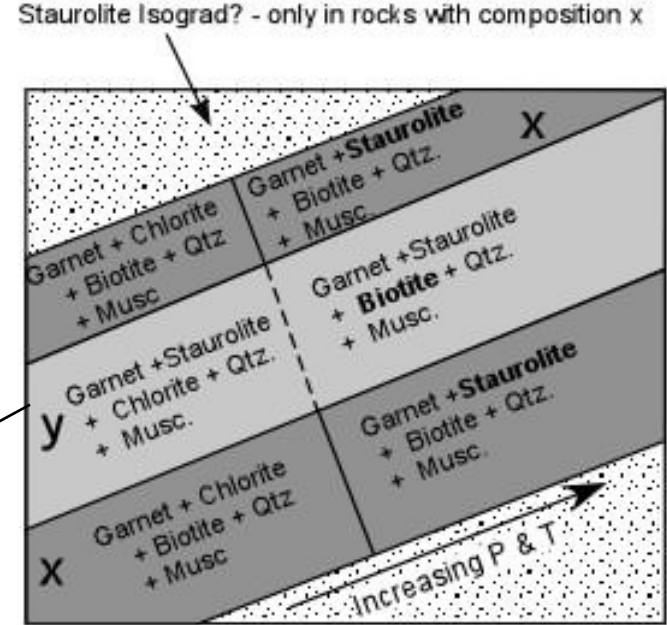 Staurolite Isograd? - only in rocks with composition x
Garnet + Chlorite
+ Biotite + Qtz
+ Musc
Garnet +Staurolite
+ Biotite + Qtz.
+ Musc.
X
Garnet +Staurolite
+ Chlorite + Qtz.
+ Musc.
y
Garnet +Staurolite
+ Biotite + Qtz.
+ Musc.
Garnet + Chlorite
+ Biotite + Qtz
+ Musc
X
Garnet +Staurolite
+ Biotite + Qtz.
+ Musc.
Increasing P & T